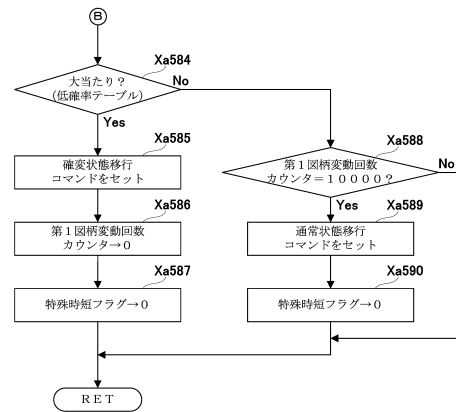 B
Xa584
大当たり?
(低確率テーブル)
No
Yes
Xa585
確変状態移行
コマンドをセット
Xa586
第1図柄変動回数
カウンタ→0
Xa587
特殊時短フラグ→0
Xa588
第1図柄変動回数
カウンタ=10000?
No
Yes
Xa589
通常状態移行
コマンドをセット
Xa590
特殊時短フラグ→0
RET